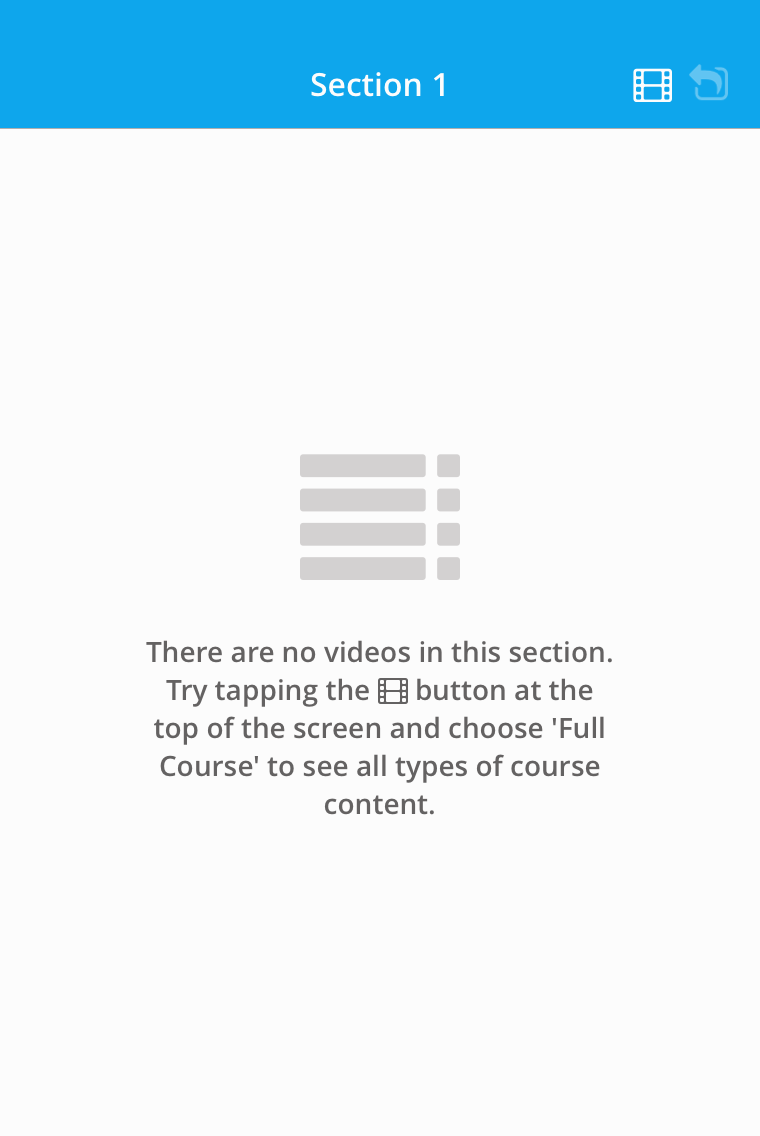 Section 1
There are no videos in this section.
Try tapping the button at the
top of the screen and choose 'Full
Course' to see all types of course
content.